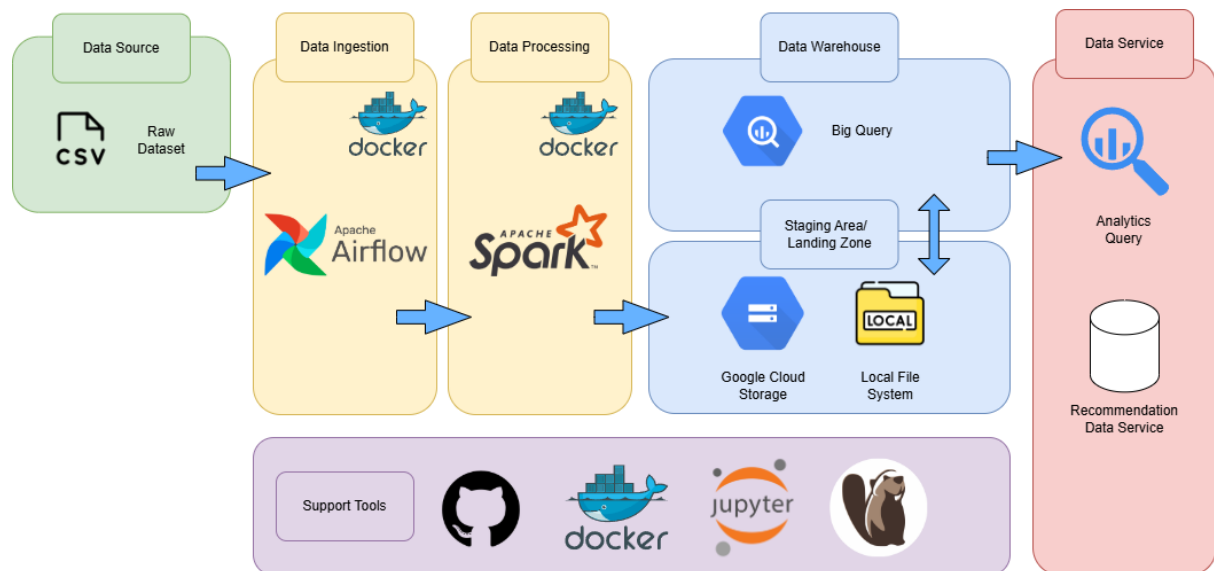 Data Source
CSV
Raw
Dataset
Data Ingestion
docker
Apache
Airflow
Data Processing
docker
APACHE
Spark
TM
Data Warehouse
Big Query
Staging Area/
Landing Zone
LOCAL
Google Cloud
Storage
Local File
System
Data Service
Analytics
Query
Recommendation
Data Service
Support Tools
docker
jupyter